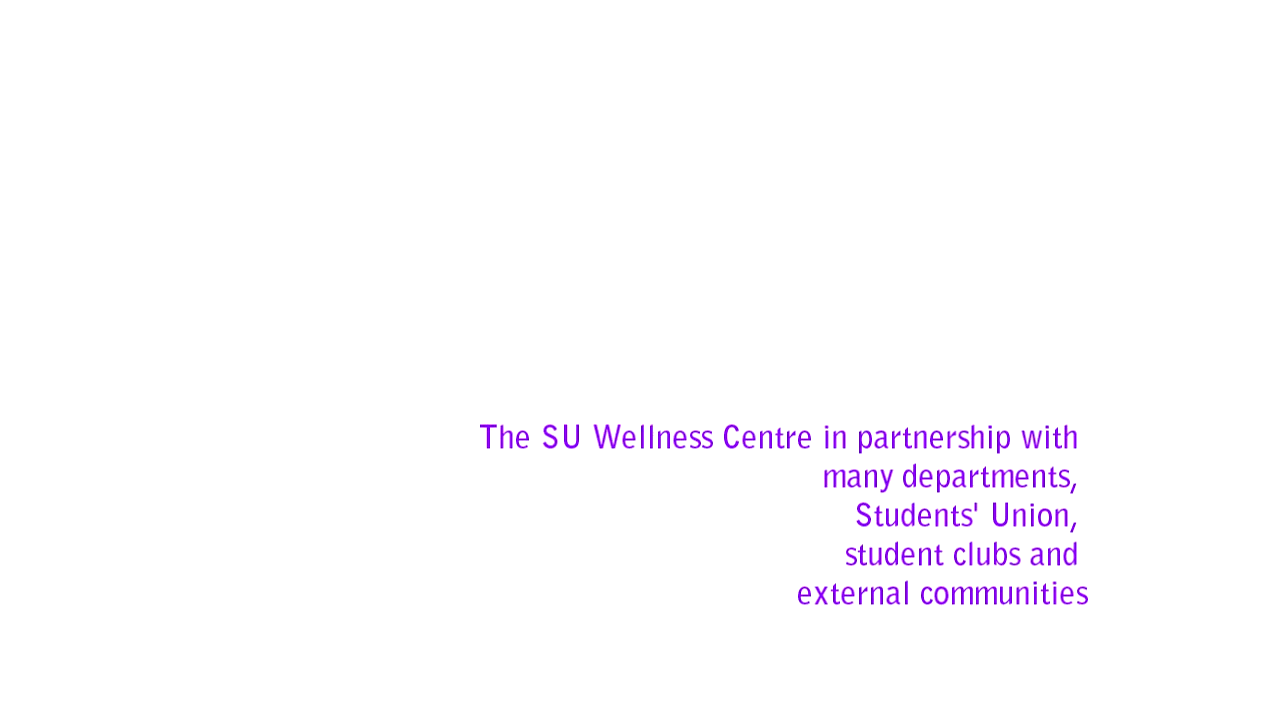 The SU Wellness Centre in partnership with
many departments,
Students' Union,
student clubs and
external communities